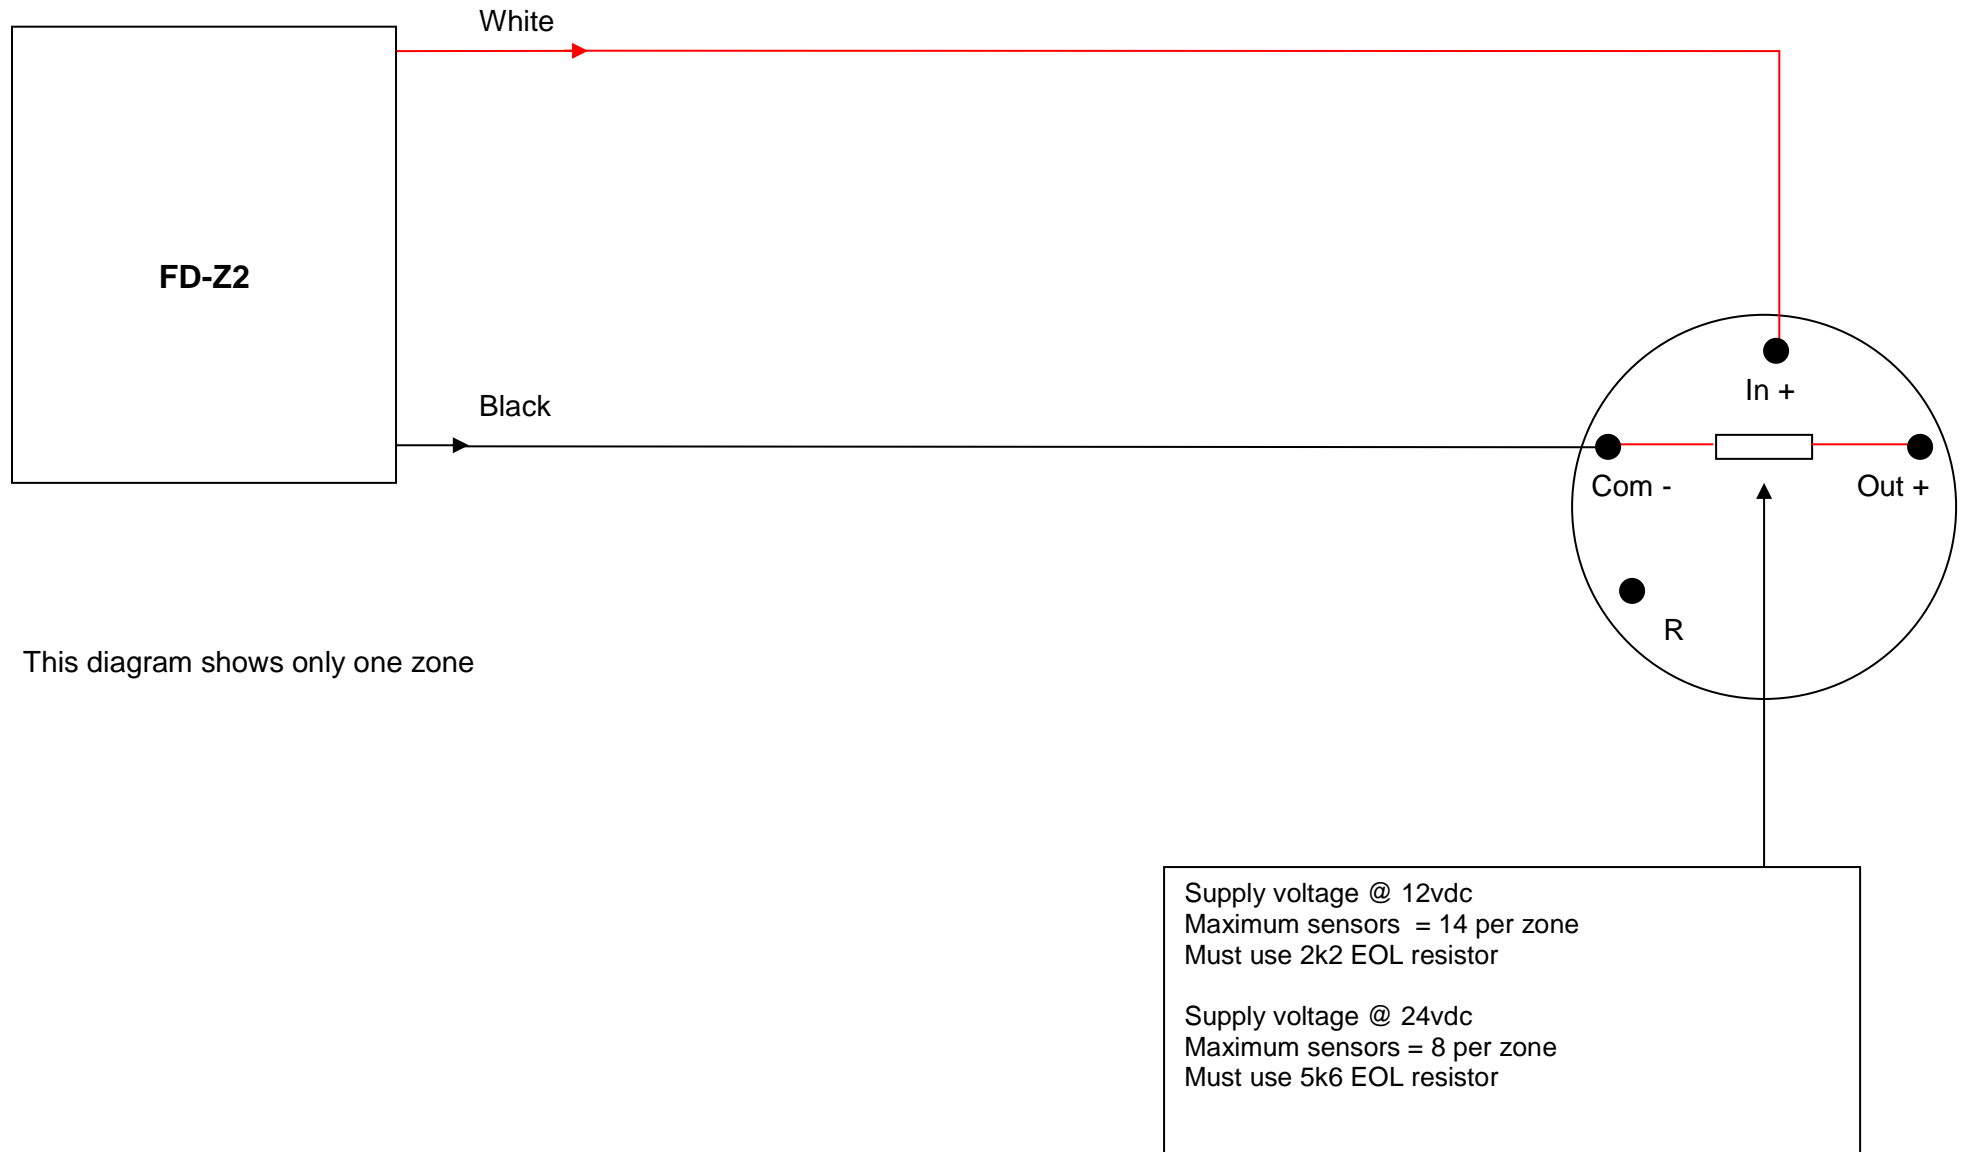 White
FD-Z2
In +
Black
Com -
Out +
R
This diagram shows only one zone
Supply voltage @ 12vdc
Maximum sensors  = 14 per zone
Must use 2k2 EOL resistor
Supply voltage @ 24vdc
Maximum sensors = 8 per zone
Must use 5k6 EOL resistor